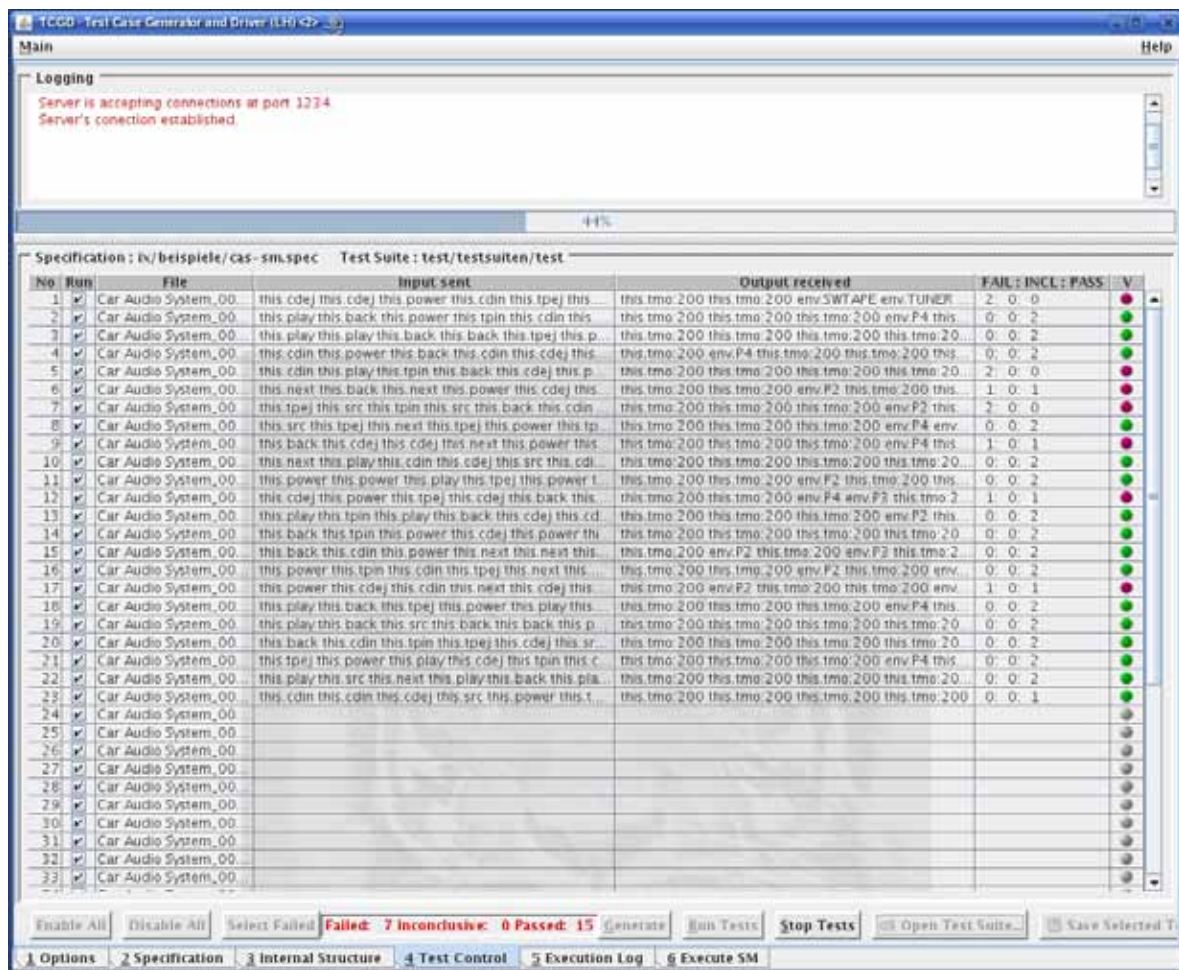 TCGD - Test Case Generator and Driver (LH) <2>
Main Help
Logging
Server is accepting connections at port 1234.
Server's conection established.
44%
Specification : ix/beispiele/cas-sm.spec Test Suite : test/testsuiten/test
No Run File Input sent Output received FAIL : INCL : PASS V
1 Car Audio System_00... this.cdej this.cdej this.power this.cdin this.tpej this... this.tmo:200 this.tmo:200 env.SWTAPE env.TUNER 2: 0: 0
2 Car Audio System_00... this.play this.back this.power this.tpin this.cdin this... this.tmo:200 this.tmo:200 this.tmo:200 env.P4 this... 0: 0: 2
3 Car Audio System_00... this.play this.play this.back this.back this.tpej this.p... this.tmo:200 this.tmo:200 this.tmo:200 this.tmo:20... 0: 0: 2
4 Car Audio System_00... this.cdin this.power this.back this.cdin this.cdej this... this.tmo:200 env.P4 this.tmo:200 this.tmo:200 this... 0: 0: 2
5 Car Audio System_00... this.cdin this.play this.tpin this.back this.cdej this.p... this.tmo:200 this.tmo:200 this.tmo:200 this.tmo:20... 2: 0: 0
6 Car Audio System_00... this.next this.back this.next this.power this.cdej this... this.tmo:200 this.tmo:200 env.P2 this.tmo:200 this... 1: 0: 1
7 Car Audio System_00... this.tpej this.src this.tpin this.src this.back this.cdin... this.tmo:200 this.tmo:200 this.tmo:200 env.P2 this... 2: 0: 0
8 Car Audio System_00... this.src this.tpej this.next this.tpej this.power this.tp... this.tmo:200 this.tmo:200 this.tmo:200 env.P4 env... 0: 0: 2
9 Car Audio System_00... this.back this.cdej this.cdej this.next this.power this... this.tmo:200 this.tmo:200 this.tmo:200 env.P4 this... 1: 0: 1
10 Car Audio System_00... this.next this.play this.cdin this.cdej this.src this.cdi... this.tmo:200 this.tmo:200 this.tmo:200 this.tmo:20... 0: 0: 2
11 Car Audio System_00... this.power this.power this.play this.tpej this.power t... this.tmo:200 this.tmo:200 env.P2 this.tmo:200 this... 0: 0: 2
12 Car Audio System_00... this.cdej this.power this.tpej this.cdej this.back this... this.tmo:200 this.tmo:200 env.P4 env.P3 this.tmo:2... 1: 0: 1
13 Car Audio System_00... this.play this.tpin this.play this.back this.cdej this.cd... this.tmo:200 this.tmo:200 this.tmo:200 env.P2 this... 0: 0: 2
14 Car Audio System_00... this.back this.tpin this.power this.cdej this.power thi... this.tmo:200 this.tmo:200 this.tmo:200 this.tmo:20... 0: 0: 2
15 Car Audio System_00... this.back this.cdin this.power this.next this.next this... this.tmo:200 env.P2 this.tmo:200 env.P3 this.tmo:2... 0: 0: 2
16 Car Audio System_00... this.power this.tpin this.cdin this.tpej this.next this... this.tmo:200 this.tmo:200 env.P2 this.tmo:200 env... 0: 0: 2
17 Car Audio System_00... this.power this.cdej this.cdin this.next this.cdej this... this.tmo:200 env.P2 this.tmo:200 this.tmo:200 env... 1: 0: 1
18 Car Audio System_00... this.play this.back this.tpej this.power this.play this... this.tmo:200 this.tmo:200 this.tmo:200 env.P4 this... 0: 0: 2
19 Car Audio System_00... this.play this.back this.src this.back this.back this.p... this.tmo:200 this.tmo:200 this.tmo:200 this.tmo:20... 0: 0: 2
20 Car Audio System_00... this.back this.cdin this.tpin this.tpej this.cdej this.sr... this.tmo:200 this.tmo:200 this.tmo:200 this.tmo:20... 0: 0: 2
21 Car Audio System_00... this.tpej this.power this.play this.cdej this.tpin this.c... this.tmo:200 this.tmo:200 this.tmo:200 env.P4 this... 0: 0: 2
22 Car Audio System_00... this.play this.src this.next this.play this.back this.pla... this.tmo:200 this.tmo:200 this.tmo:200 this.tmo:20... 0: 0: 2
23 Car Audio System_00... this.cdin this.cdin this.cdej this.src this.power this.t... this.tmo:200 this.tmo:200 this.tmo:200 this.tmo:200 0: 0: 1
24 Car Audio System_00...
25 Car Audio System_00...
26 Car Audio System_00...
27 Car Audio System_00...
28 Car Audio System_00...
29 Car Audio System_00...
30 Car Audio System_00...
31 Car Audio System_00...
32 Car Audio System_00...
33 Car Audio System_00...
Enable All Disable All Select Failed Failed: 7 Inconclusive: 0 Passed: 15 Generate Run Tests Stop Tests Open Test Suite... Save Selected T
1 Options 2 Specification 3 Internal Structure 4 Test Control 5 Execution Log 6 Execute SM